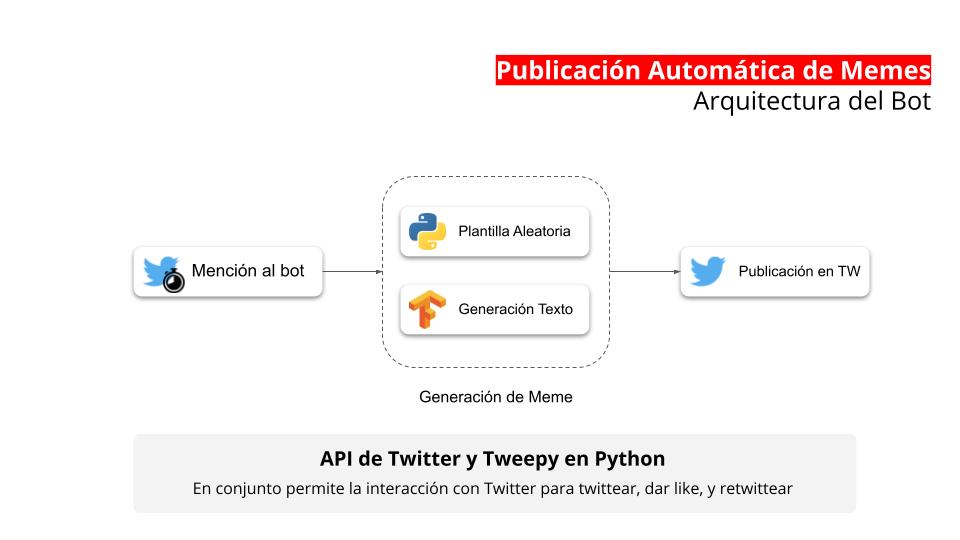 Publicación Automática de Memes
Arquitectura del Bot
Mención al bot
Plantilla Aleatoria
Generación Texto
Publicación en TW
Generación de Meme
API de Twitter y Tweepy en Python
En conjunto permite la interacción con Twitter para twittear, dar like, y retwittear